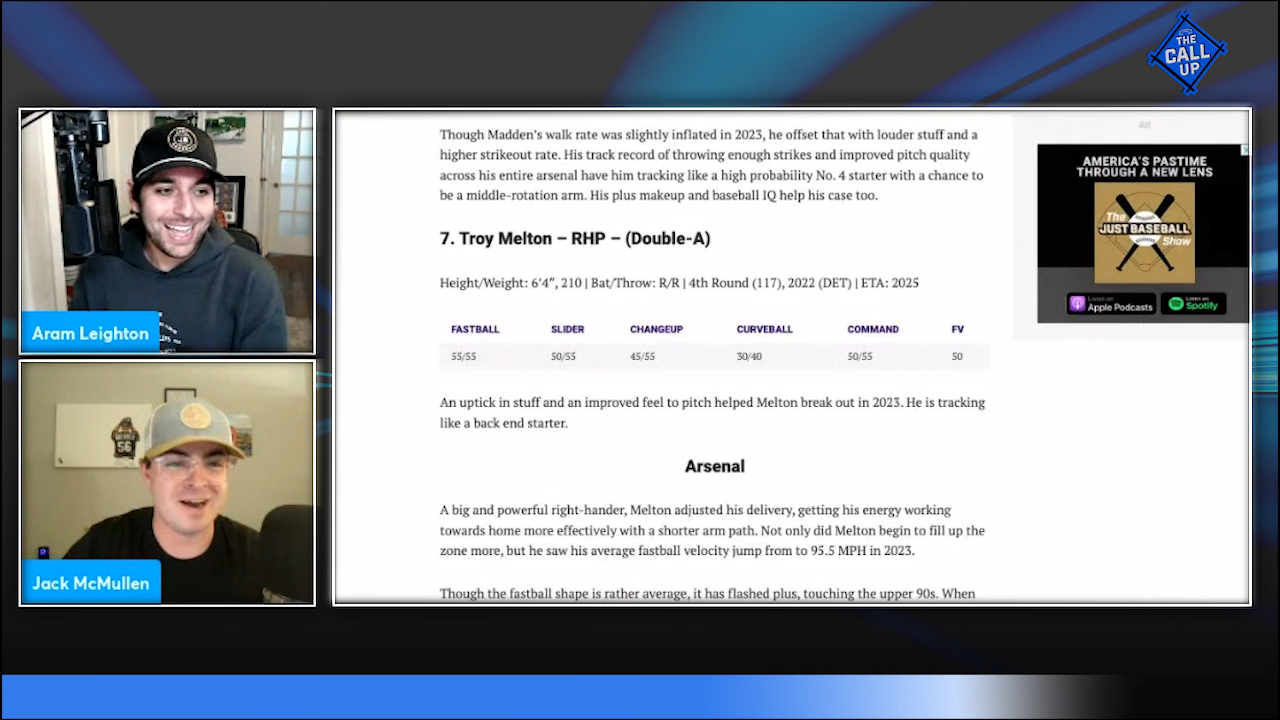 THE
CALL
UP
Though Madden's walk rate was slightly inflated in 2023, he offset that with louder stuff and a
higher strikeout rate. His track record of throwing enough strikes and improved pitch quality
across his entire arsenal have him tracking like a high probability No. 4 starter with a chance to
be a middle-rotation arm. His plus makeup and baseball IQ help his case too.
7. Troy Melton – RHP – (Double-A)
Height/Weight: 6'4″, 210 | Bat/Throw: R/R | 4th Round (117), 2022 (DET) | ETA: 2025
FASTBALL SLIDER CHANGEUP CURVEBALL COMMAND FV
55/55 50/55 45/55 30/40 50/55 50
An uptick in stuff and an improved feel to pitch helped Melton break out in 2023. He is tracking
like a back end starter.
Arsenal
A big and powerful right-hander, Melton adjusted his delivery, getting his energy working
towards home more effectively with a shorter arm path. Not only did Melton begin to fill up the
zone more, but he saw his average fastball velocity jump from to 95.5 MPH in 2023.
Though the fastball shape is rather average, it has flashed plus, touching the upper 90s. When
Ad
AMERICA'S PASTIME
THROUGH A NEW LENS
The
JUST BASEBALL
Show
Listen on
Apple Podcasts
Listen on
Spotify
Aram Leighton
56
Jack McMullen